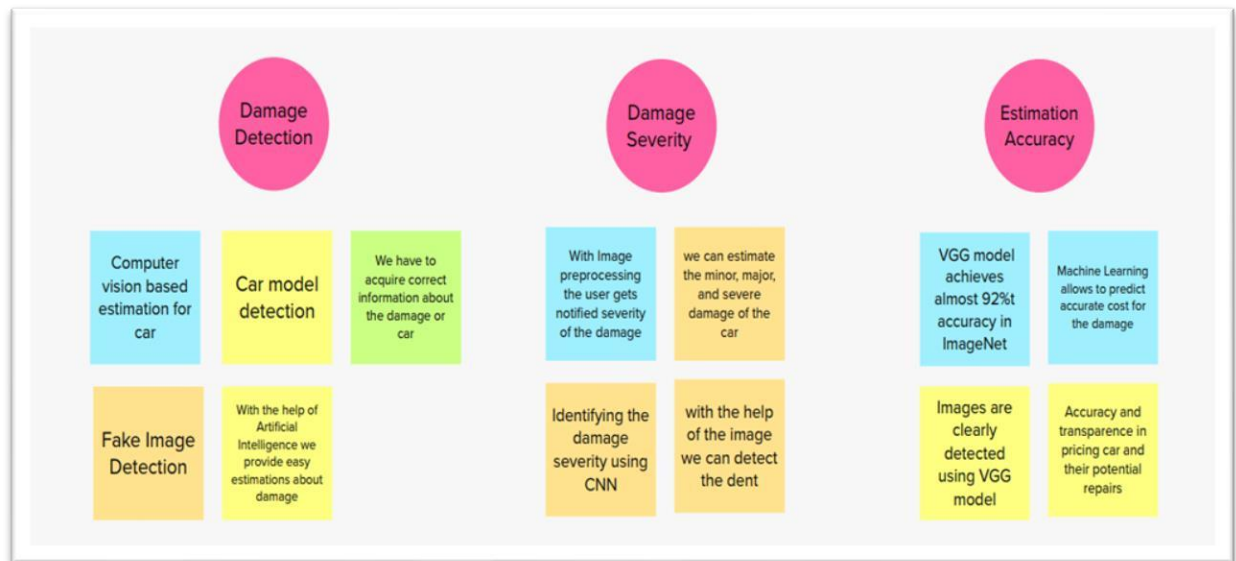 Damage
Detection
Damage
Severity
Estimation
Accuracy
Computer
vision based
estimation for
car
Car model
detection
We have to
acquire correct
information about
the damage or
car
Fake Image
Detection
With the help of
Artificial
Intelligence we
provide easy
estimations about
damage
With Image
preprocessing
the user gets
notified severity
of the damage
we can estimate
the minor, major,
and severe
damage of the
car
Identifying the
damage
severity using
CNN
with the help
of the image
we can detect
the dent
VGG model
achieves
almost 92%t
accuracy in
ImageNet
Machine Learning
allows to predict
accurate cost for
the damage
Images are
clearly
detected
using VGG
model
Accuracy and
transparence in
pricing car and
their potential
repairs